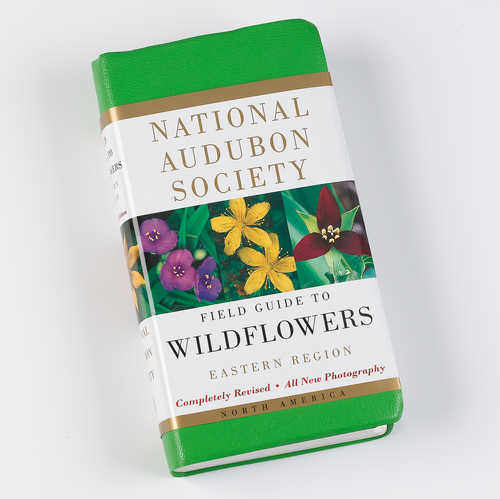 NATIONAL
AUDUBON
SOCIETY
FIELD GUIDE TO
WILDFLOWERS
EASTERN REGION
Completely Revised • All New Photography
NORTH AMERICA